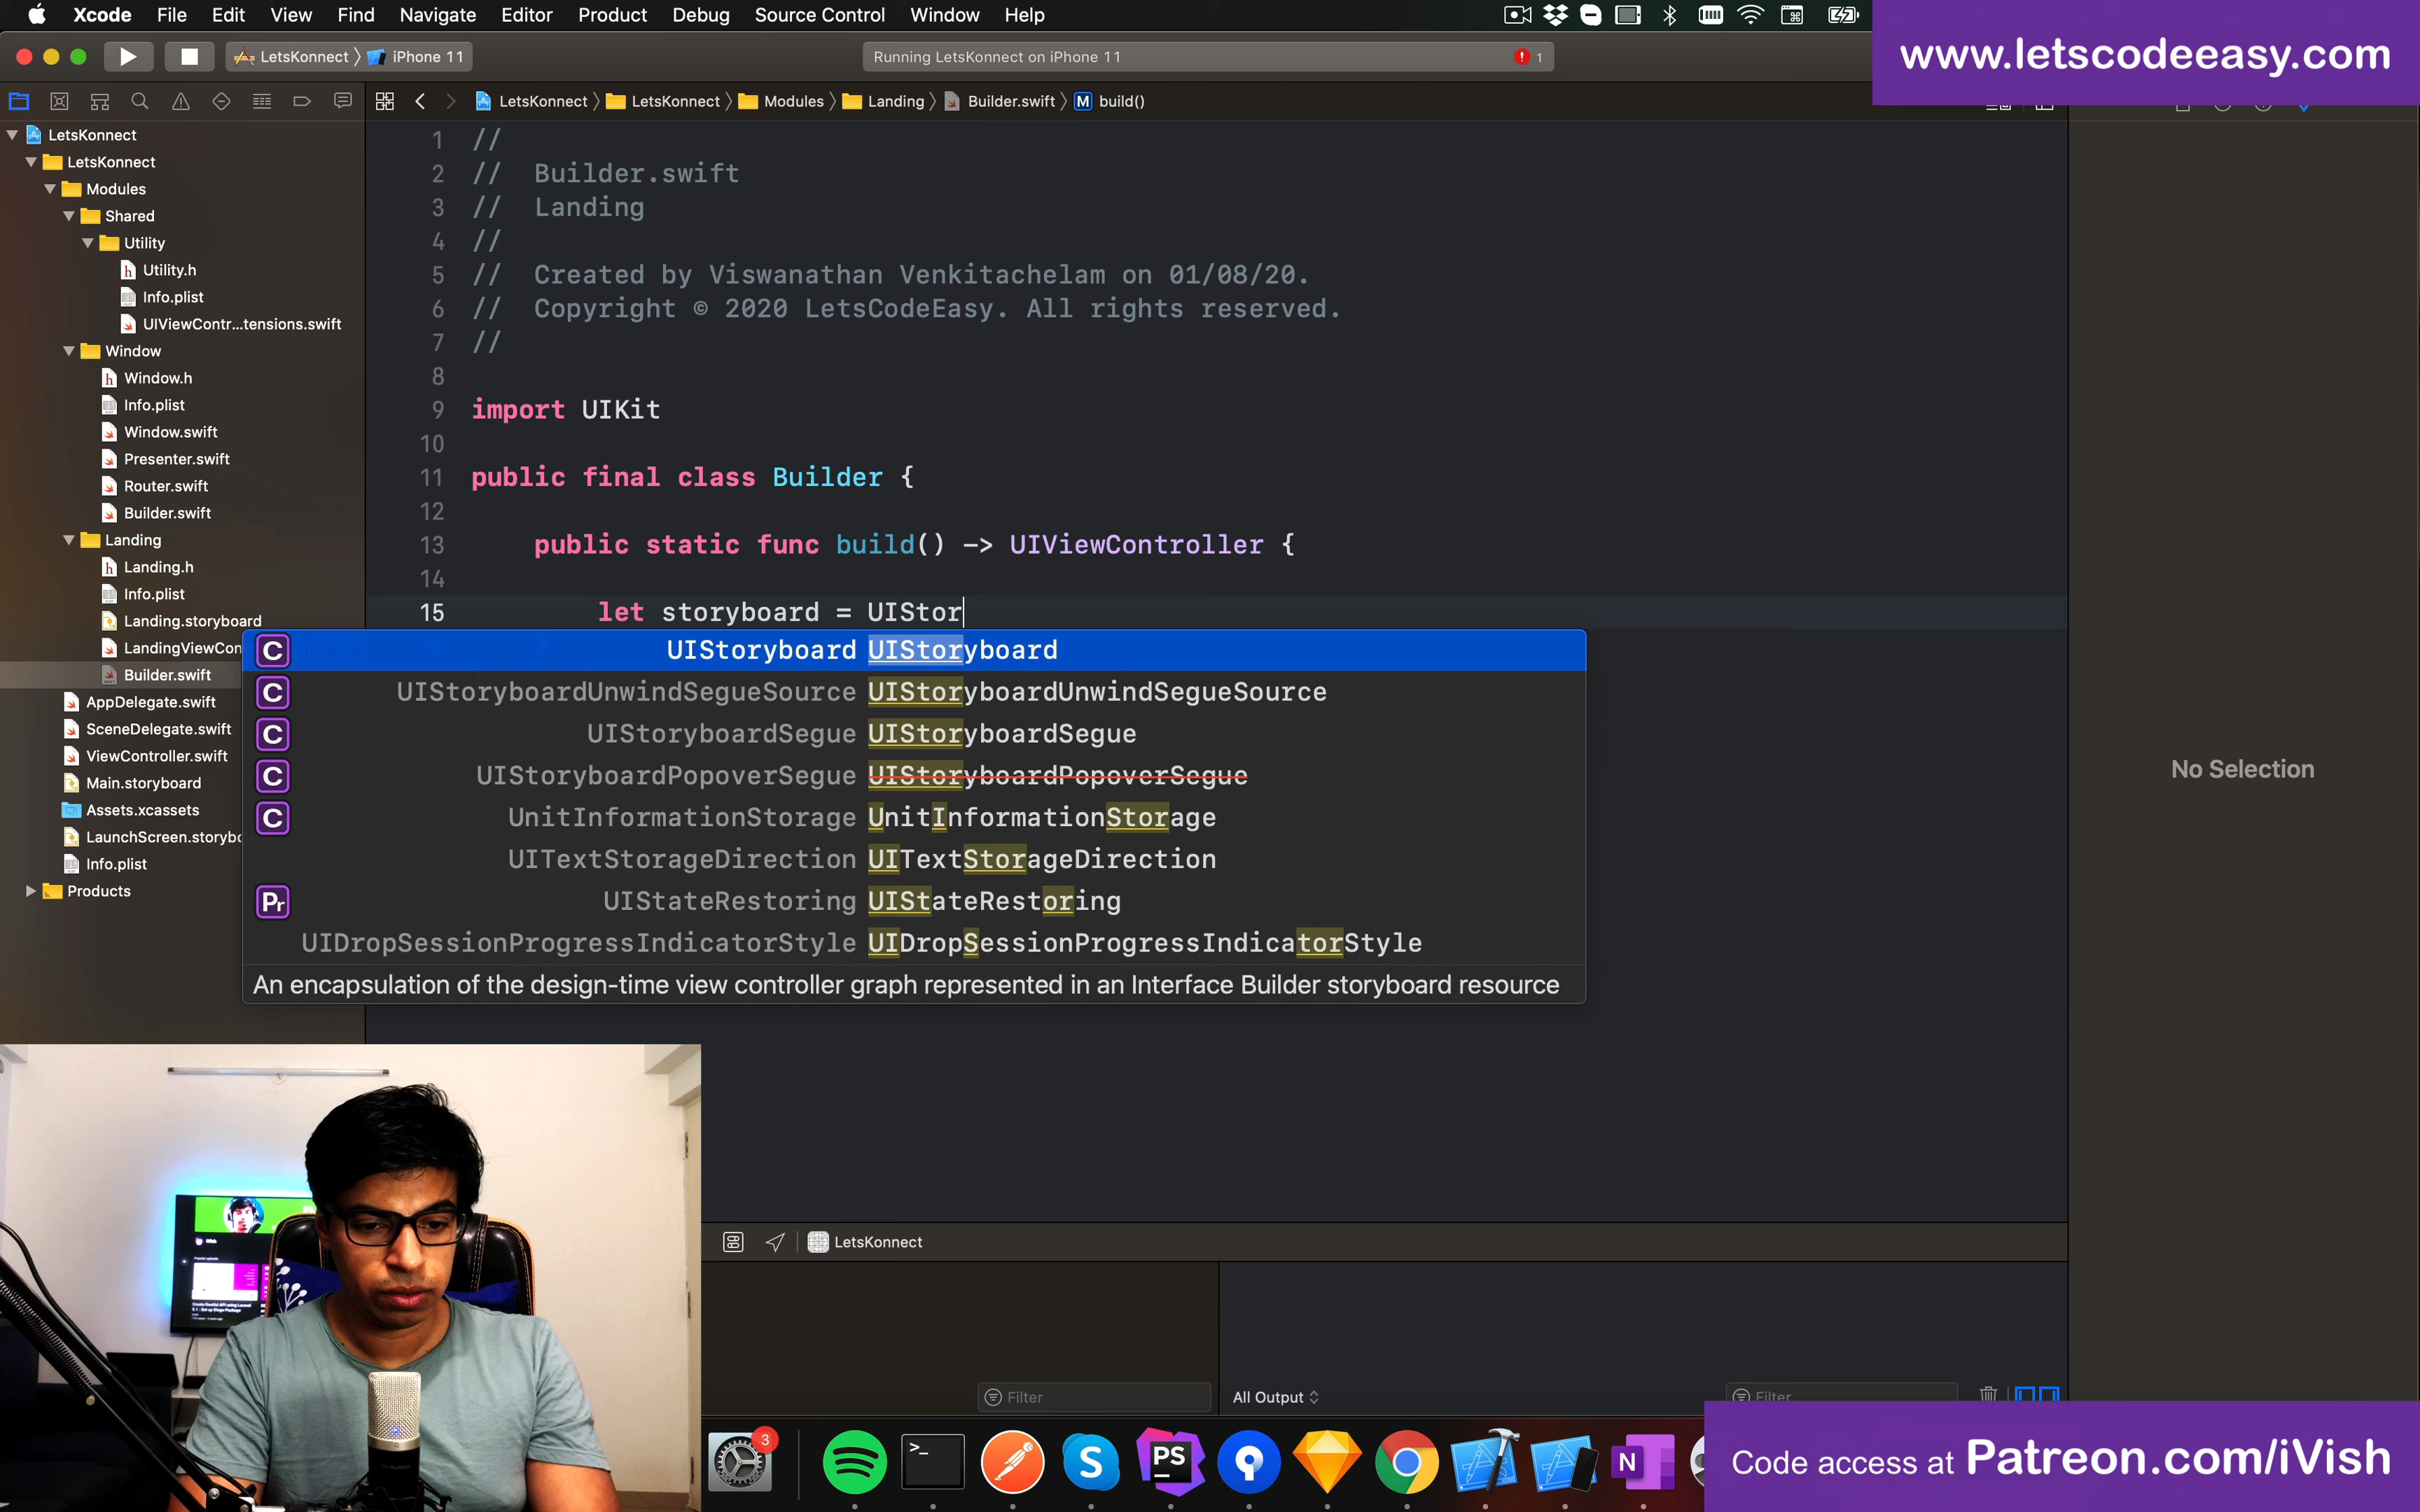 Xcode File Edit View Find Navigate Editor Product Debug Source Control Window Help
www.letscodeeasy.com
LetsKonnect iPhone 11
Running LetsKonnect on iPhone 11
1
LetsKonnect LetsKonnect Modules Landing Builder.swift M build()
LetsKonnect
LetsKonnect
Modules
Shared
Utility
Utility.h
Info.plist
UIViewContr...tensions.swift
Window
Window.h
Info.plist
Window.swift
Presenter.swift
Router.swift
Builder.swift
Landing
Landing.h
Info.plist
Landing.storyboard
LandingViewCon
Builder.swift
AppDelegate.swift
SceneDelegate.swift
ViewController.swift
Main.storyboard
Assets.xcassets
LaunchScreen.storybo
Info.plist
Products
1 //
2 // Builder.swift
3 // Landing
4 //
5 // Created by Viswanathan Venkitachelam on 01/08/20.
6 // Copyright © 2020 LetsCodeEasy. All rights reserved.
7 //
8
9 import UIKit
10
11 public final class Builder {
12
13 public static func build() -> UIViewController {
14
15 let storyboard = UIStor
C UIStoryboard UIStoryboard
C UIStoryboardUnwindSegueSource UIStoryboardUnwindSegueSource
C UIStoryboardSegue UIStoryboardSegue
C UIStoryboardPopoverSegue UIStoryboardPopoverSegue
C UnitInformationStorage UnitInformationStorage
UITextStorageDirection UITextStorageDirection
Pr UIStateRestoring UIStateRestoring
UIDropSessionProgressIndicatorStyle UIDropSessionProgressIndicatorStyle
An encapsulation of the design-time view controller graph represented in an Interface Builder storyboard resource
No Selection
LetsKonnect
Filter
All Output
Filter
3
>_
S
PS
N
Code access at Patreon.com/iVish